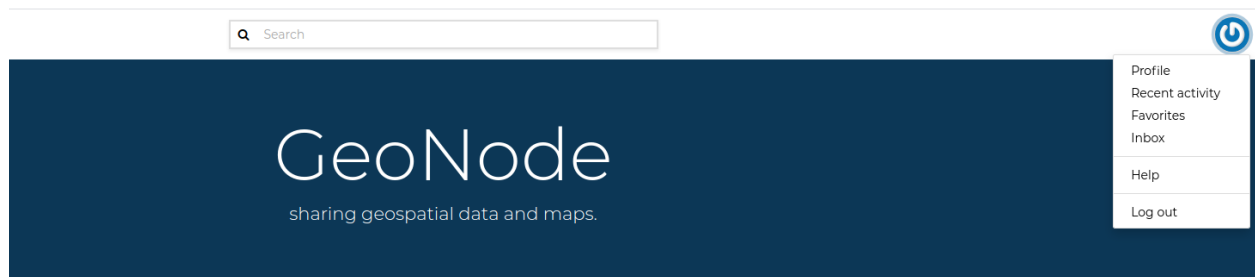 Search
Profile
Recent activity
Favorites
Inbox
Help
Log out
GeoNode
sharing geospatial data and maps.